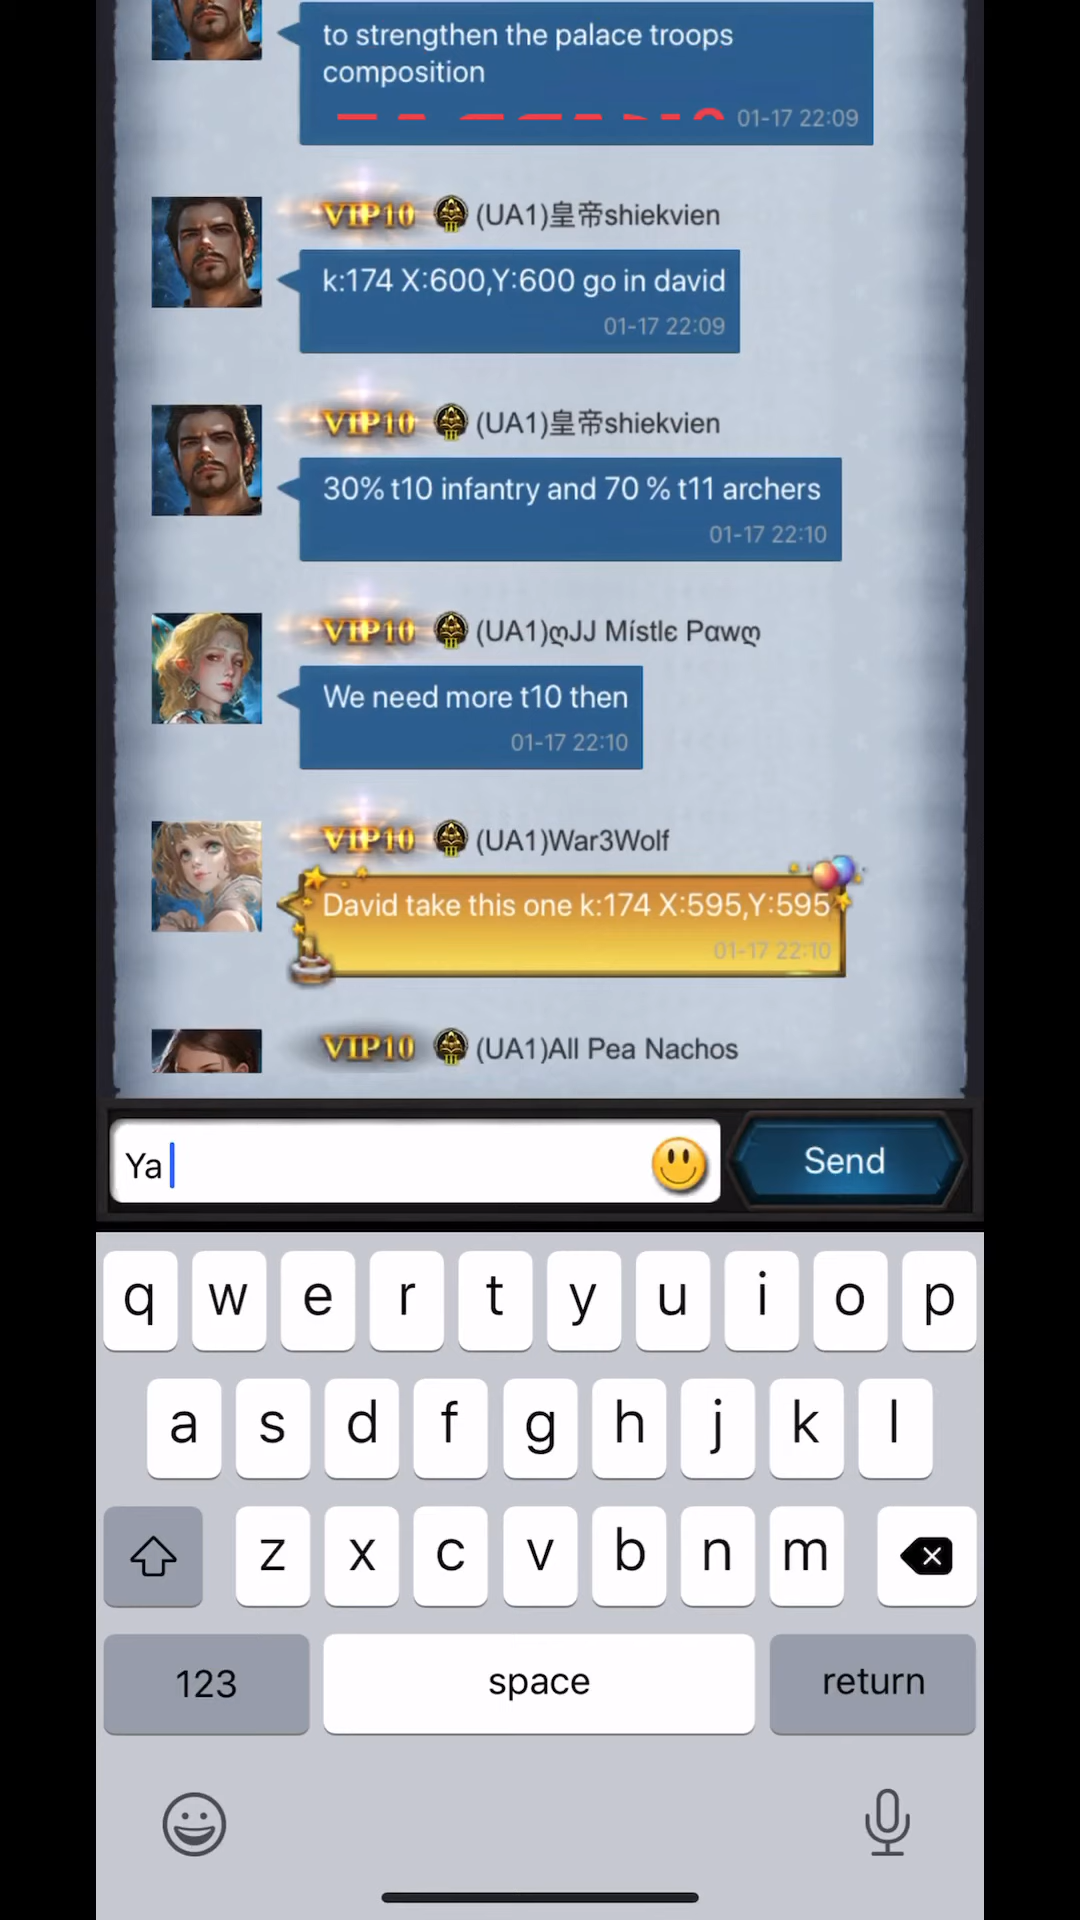 to strengthen the palace troops
composition
01-17 22:09
VIP10 (UA1)皇帝shiekvien
k:174 X:600,Y:600 go in david
01-17 22:09
VIP10 (UA1)皇帝shiekvien
30% t10 infantry and 70 % t11 archers
01-17 22:10
VIP10 (UA1)ღJJ Místlє Pαwღ
We need more t10 then
01-17 22:10
VIP10 (UA1)War3Wolf
David take this one k:174 X:595,Y:595
01-17 22:10
VIP10 (UA1)All Pea Nachos
Ya
Send
q w e r t y u i o p
a s d f g h j k l
z x c v b n m
123 space return